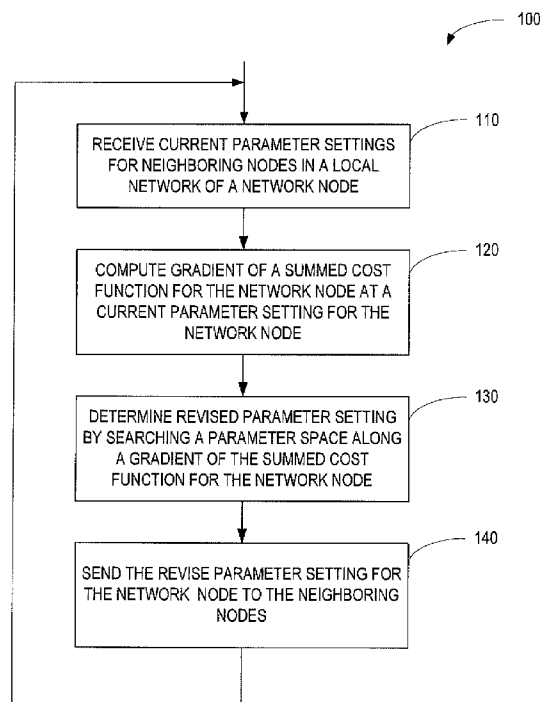 100
110
RECEIVE CURRENT PARAMETER SETTINGS
FOR NEIGHBORING NODES IN A LOCAL
NETWORK OF A NETWORK NODE
120
COMPUTE GRADIENT OF A SUMMED COST
FUNCTION FOR THE NETWORK NODE AT A
CURRENT PARAMETER SETTING FOR THE
NETWORK NODE
130
DETERMINE REVISED PARAMETER SETTING
BY SEARCHING A PARAMETER SPACE ALONG
A GRADIENT OF THE SUMMED COST
FUNCTION FOR THE NETWORK NODE
140
SEND THE REVISE PARAMETER SETTING FOR
THE NETWORK NODE TO THE NEIGHBORING
NODES